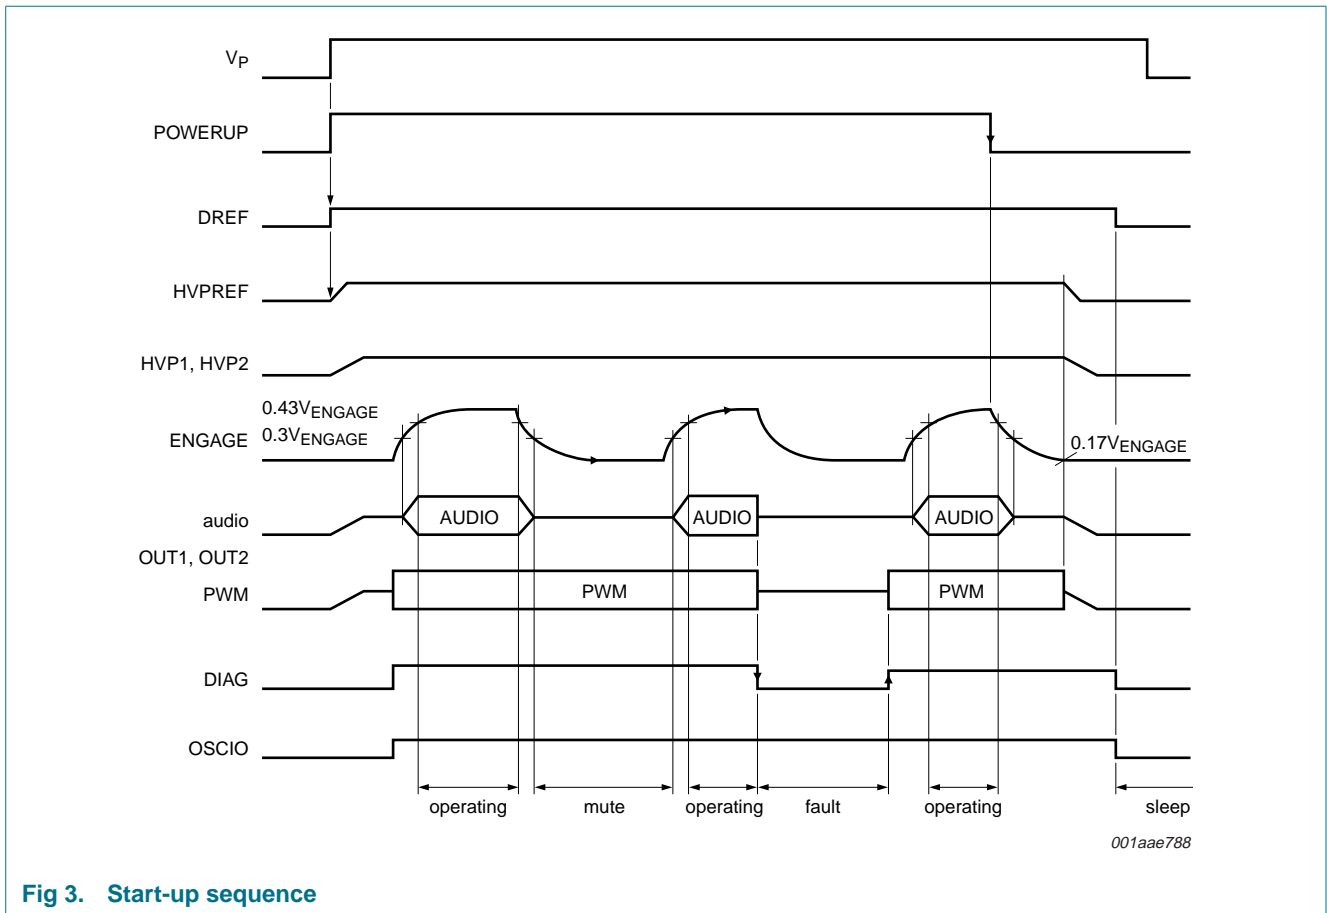 VP
POWERUP
DREF
HVPREF
HVP1, HVP2
0.43VENGAGE
ENGAGE 0.3VENGAGE
0.17VENGAGE
audio AUDIO AUDIO AUDIO
OUT1, OUT2
PWM PWM PWM
DIAG
OSCIO
operating mute operating fault operating sleep
001aae788
Fig 3. Start-up sequence